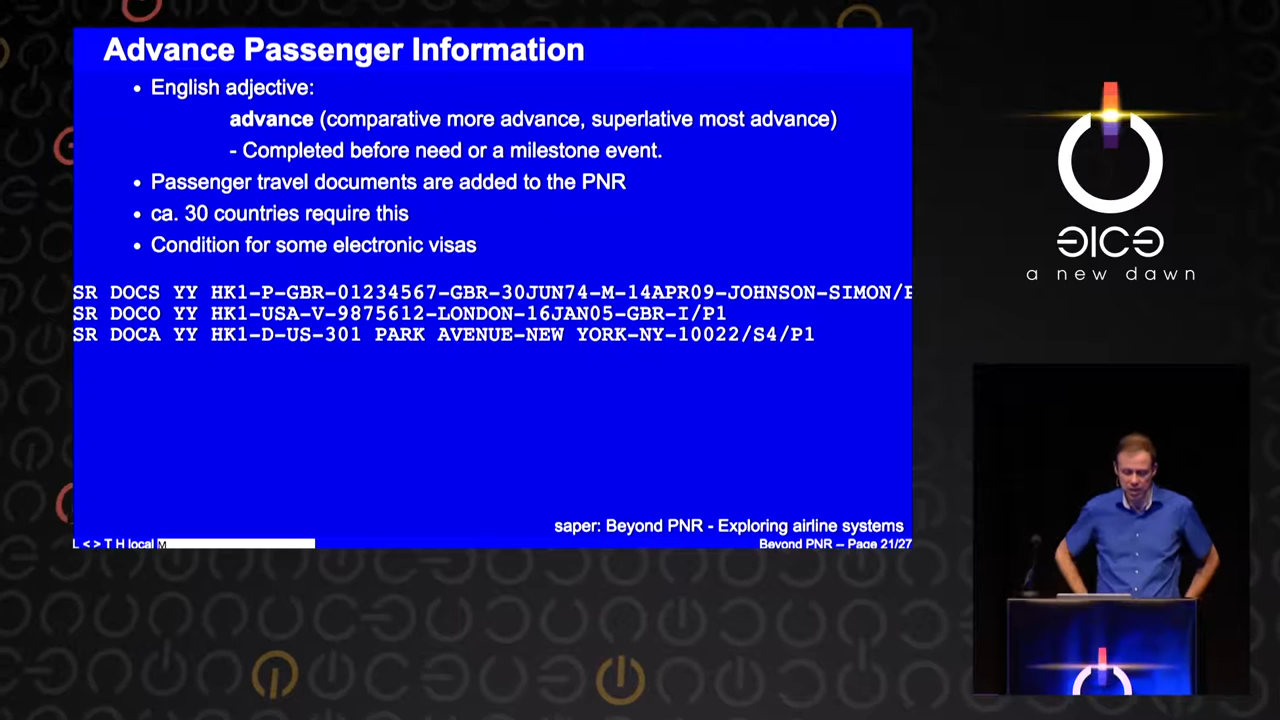 Advance Passenger Information
• English adjective:
advance (comparative more advance, superlative most advance)
- Completed before need or a milestone event.
• Passenger travel documents are added to the PNR
• ca. 30 countries require this
• Condition for some electronic visas
SR DOCS YY HK1-P-GBR-01234567-GBR-30JUN74-M-14APR09-JOHNSON-SIMON/
SR DOCO YY HK1-USA-V-9875612-LONDON-16JAN05-GBR-I/P1
SR DOCA YY HK1-D-US-301 PARK AVENUE-NEW YORK-NY-10022/S4/P1
saper: Beyond PNR - Exploring airline systems
L < > T H local M
Beyond PNR -- Page 21/27
a new dawn